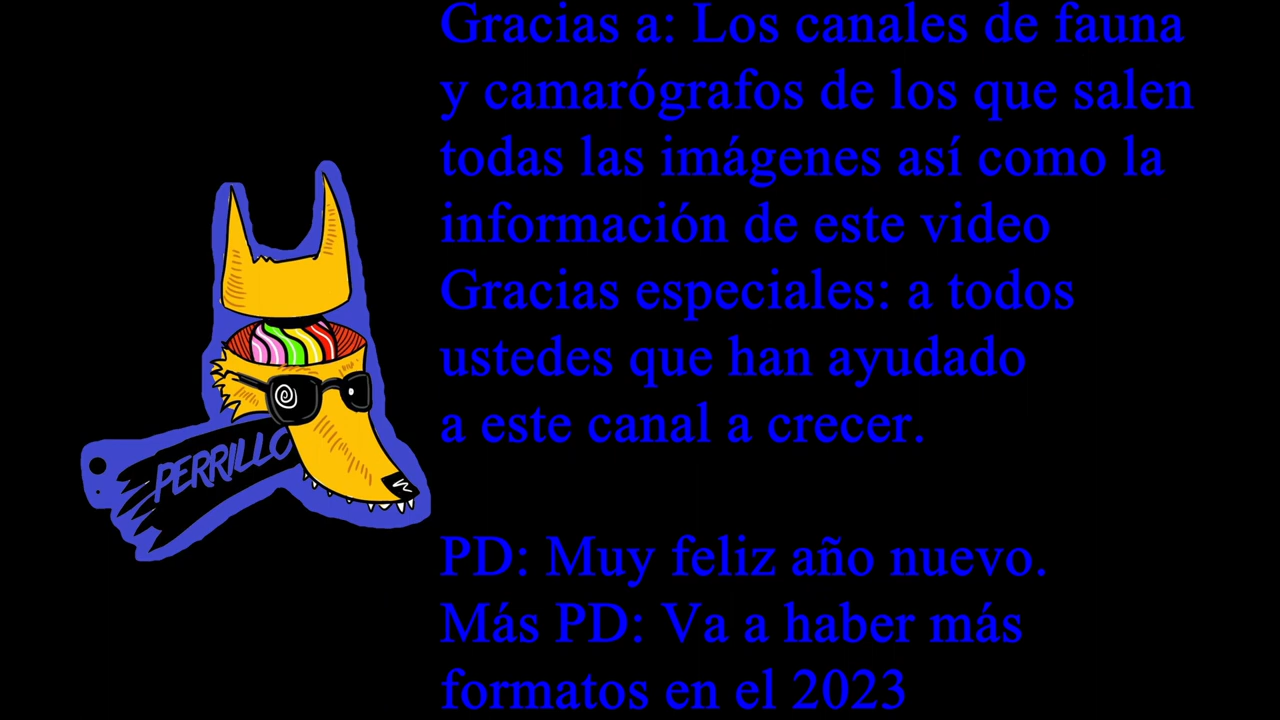 Gracias a: Los canales de fauna
y camarógrafos de los que salen
todas las imágenes así como la
información de este video
Gracias especiales: a todos
ustedes que han ayudado
a este canal a crecer.
PERRILLO
PD: Muy feliz año nuevo.
Más PD: Va a haber más
formatos en el 2023